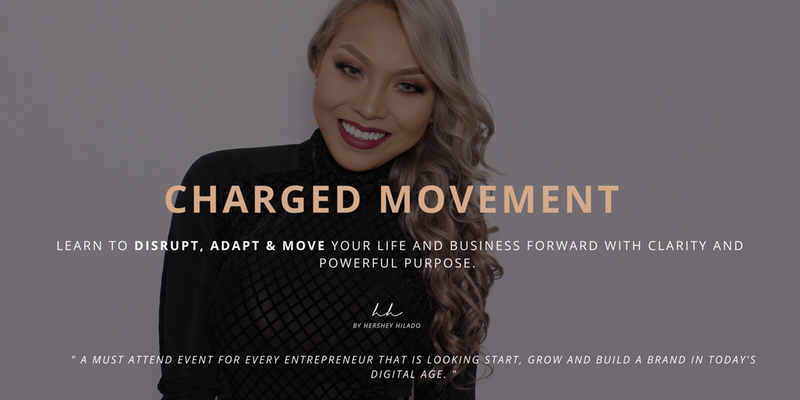 CHARGED MOVEMENT
LEARN TO DISRUPT, ADAPT & MOVE YOUR LIFE AND BUSINESS FORWARD WITH CLARITY AND
POWERFUL PURPOSE.
hh
BY HERSHEY HILADO
" A MUST ATTEND EVENT FOR EVERY ENTREPRENEUR THAT IS LOOKING START, GROW AND BUILD A BRAND IN TODAY'S
DIGITAL AGE. "